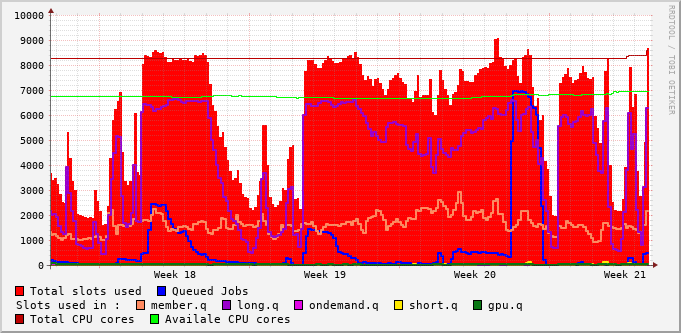 RRDTOOL / TOBI OETIKER
10000
9000
8000
7000
6000
5000
4000
3000
2000
1000
0
Week 18 Week 19 Week 20 Week 21
Total slots used Queued Jobs
Slots used in : member.q long.q ondemand.q short.q gpu.q
Total CPU cores Availale CPU cores